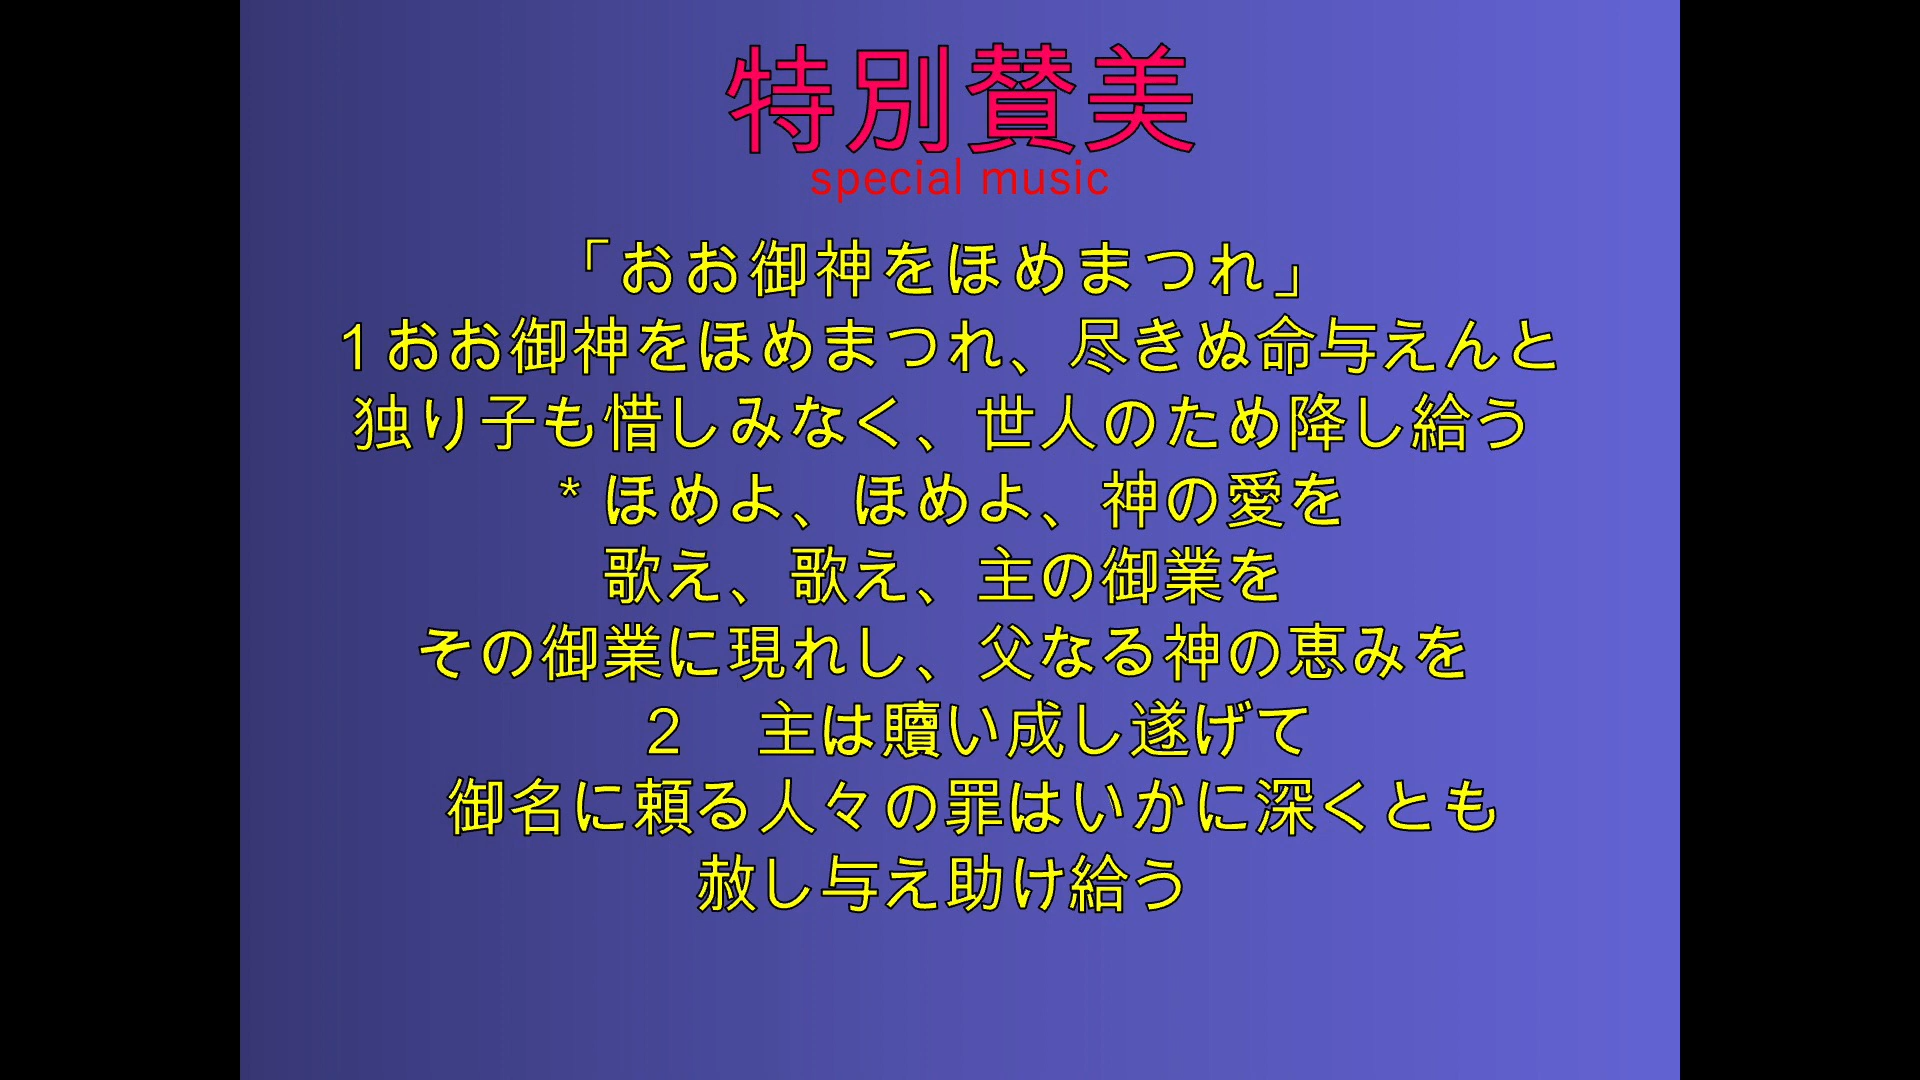 特別賛美
special music
「おお御神をほめまつれ」
1おお御神をほめまつれ、尽きぬ命与えんと
独り子も惜しみなく、世人のため降し給う
*ほめよ、ほめよ、神の愛を
歌え、歌え、主の御業を
その御業に現れし、父なる神の恵みを
2　主は贖い成し遂げて
御名に頼る人々の罪はいかに深くとも
赦し与え助け給う